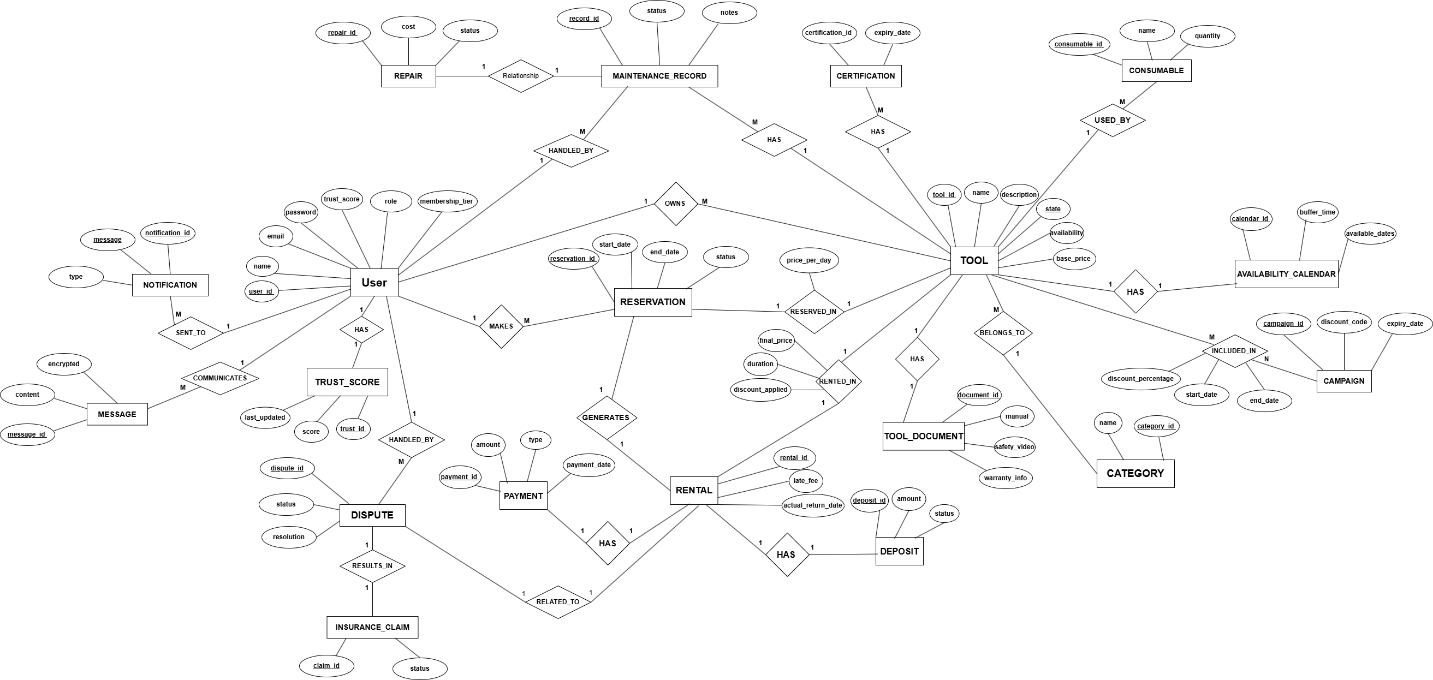 record_id
status
notes
repair_id
cost
status
REPAIR
1
Relationship
1
MAINTENANCE_RECORD
certification_id
expiry_date
CERTIFICATION
consumable_id
name
quantity
CONSUMABLE
M
HANDLED_BY
1
M
HAS
1
M
HAS
1
M
USED_BY
1
password
trust_score
role
membership_tier
email
name
user_id
User
message
notification_id
type
NOTIFICATION
M
SENT_TO
1
1
OWNS
M
tool_id
name
description
state
availability
base_price
TOOL
calendar_id
buffer_time
available_dates
AVAILABILITY_CALENDAR
1
HAS
1
reservation_id
start_date
end_date
status
RESERVATION
price_per_day
1
RESERVED_IN
1
1
MAKES
M
1
HAS
1
TRUST_SCORE
last_updated
score
trust_id
1
COMMUNICATES
M
encrypted
content
message_id
MESSAGE
final_price
duration
discount_applied
1
RENTED_IN
1
1
HAS
1
M
BELONGS_TO
1
M
INCLUDED_IN
N
discount_percentage
start_date
end_date
campaign_id
discount_code
expiry_date
CAMPAIGN
1
GENERATES
1
1
HANDLED_BY
M
document_id
manual
safety_video
warranty_info
TOOL_DOCUMENT
name
category_id
CATEGORY
dispute_id
status
resolution
DISPUTE
payment_id
amount
type
payment_date
PAYMENT
1
HAS
1
rental_id
late_fee
actual_return_date
RENTAL
deposit_id
amount
status
DEPOSIT
1
HAS
1
1
RESULTS_IN
1
1
RELATED_TO
1
INSURANCE_CLAIM
claim_id
status